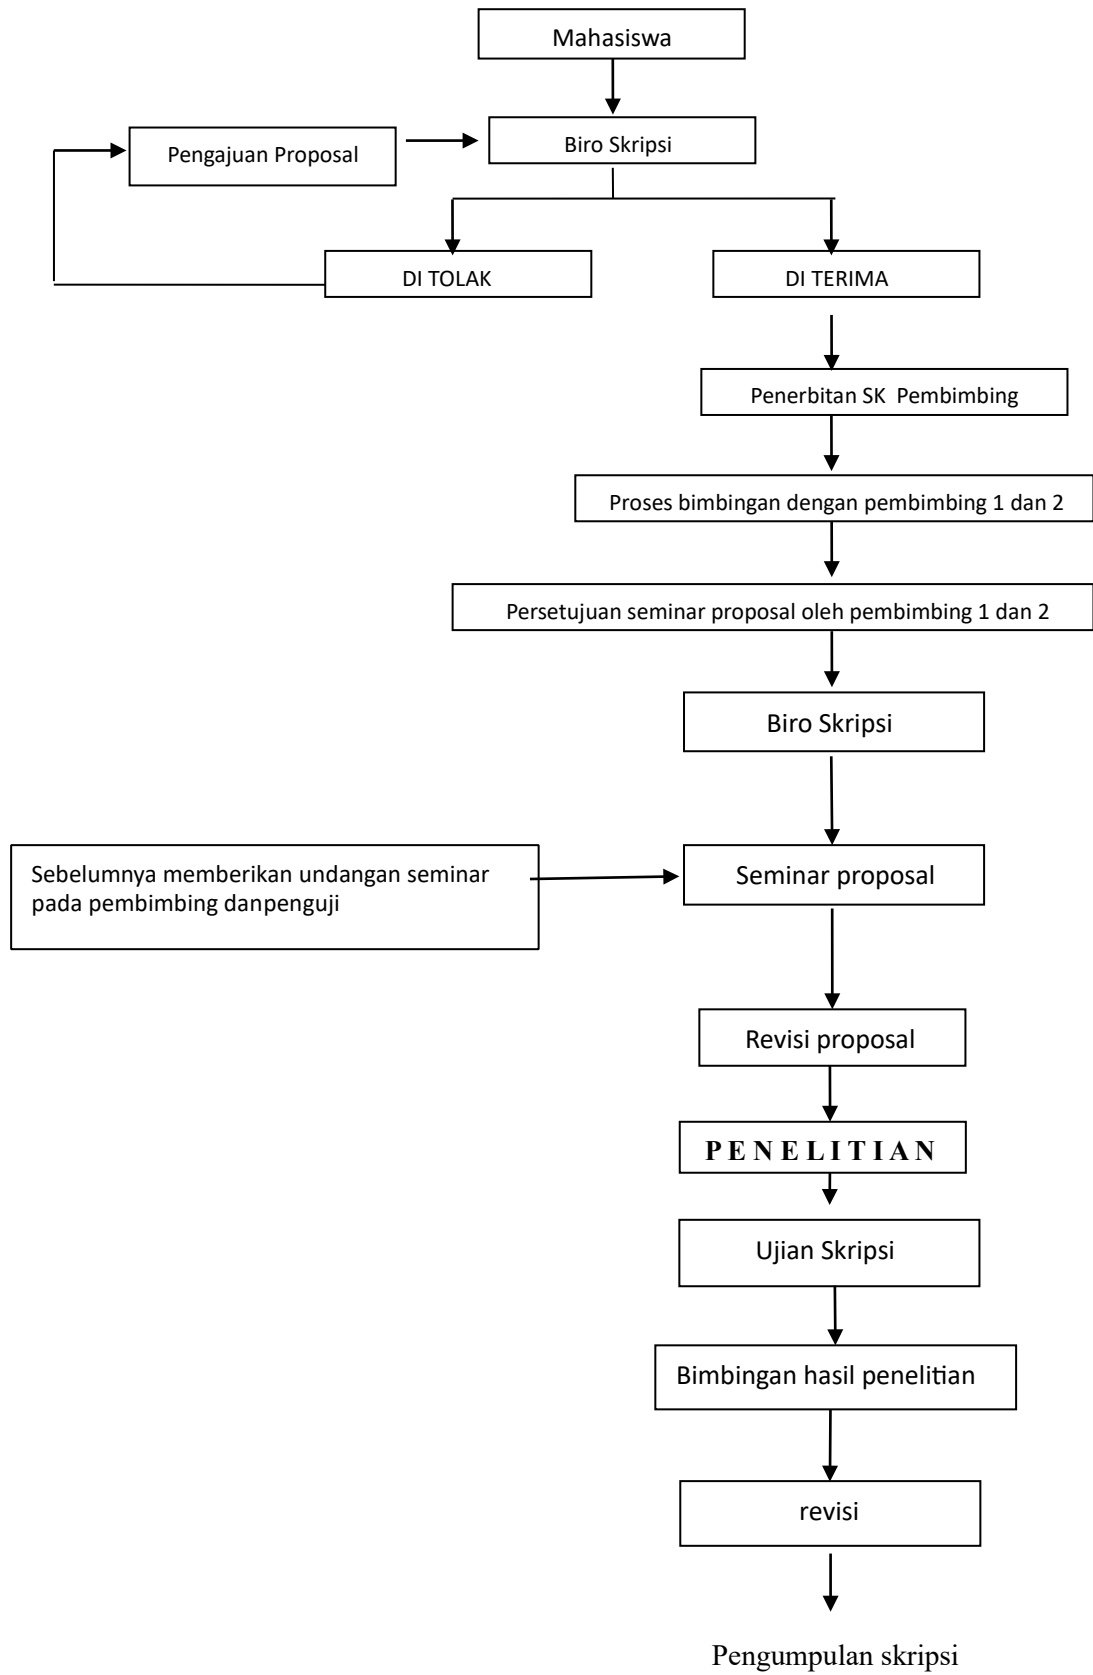 Mahasiswa
Biro Skripsi
Pengajuan Proposal
DI TOLAK
DI TERIMA
Penerbitan SK Pembimbing
Proses bimbingan dengan pembimbing 1 dan 2
Persetujuan seminar proposal oleh pembimbing 1 dan 2
Biro Skripsi
Sebelumnya memberikan undangan seminar
pada pembimbing danpenguji
Seminar proposal
Revisi proposal
P E N E L I T I A N
Ujian Skripsi
Bimbingan hasil penelitian
revisi
Pengumpulan skripsi